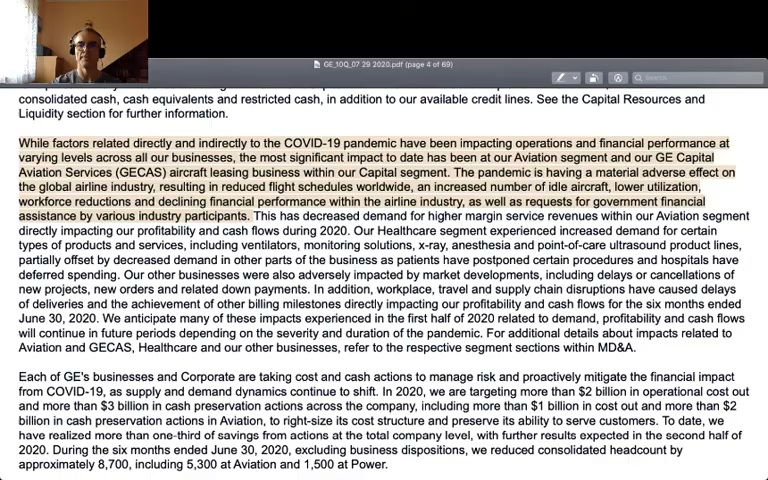 GE_10Q_07 29 2020.pdf (page 4 of 69)
Search
consolidated cash, cash equivalents and restricted cash, in addition to our available credit lines. See the Capital Resources and
Liquidity section for further information.
While factors related directly and indirectly to the COVID-19 pandemic have been impacting operations and financial performance at
varying levels across all our businesses, the most significant impact to date has been at our Aviation segment and our GE Capital
Aviation Services (GECAS) aircraft leasing business within our Capital segment. The pandemic is having a material adverse effect on
the global airline industry, resulting in reduced flight schedules worldwide, an increased number of idle aircraft, lower utilization,
workforce reductions and declining financial performance within the airline industry, as well as requests for government financial
assistance by various industry participants. This has decreased demand for higher margin service revenues within our Aviation segment
directly impacting our profitability and cash flows during 2020. Our Healthcare segment experienced increased demand for certain
types of products and services, including ventilators, monitoring solutions, x-ray, anesthesia and point-of-care ultrasound product lines,
partially offset by decreased demand in other parts of the business as patients have postponed certain procedures and hospitals have
deferred spending. Our other businesses were also adversely impacted by market developments, including delays or cancellations of
new projects, new orders and related down payments. In addition, workplace, travel and supply chain disruptions have caused delays
of deliveries and the achievement of other billing milestones directly impacting our profitability and cash flows for the six months ended
June 30, 2020. We anticipate many of these impacts experienced in the first half of 2020 related to demand, profitability and cash flows
will continue in future periods depending on the severity and duration of the pandemic. For additional details about impacts related to
Aviation and GECAS, Healthcare and our other businesses, refer to the respective segment sections within MD&A.
Each of GE's businesses and Corporate are taking cost and cash actions to manage risk and proactively mitigate the financial impact
from COVID-19, as supply and demand dynamics continue to shift. In 2020, we are targeting more than $2 billion in operational cost out
and more than $3 billion in cash preservation actions across the company, including more than $1 billion in cost out and more than $2
billion in cash preservation actions in Aviation, to right-size its cost structure and preserve its ability to serve customers. To date, we
have realized more than one-third of savings from actions at the total company level, with further results expected in the second half of
2020. During the six months ended June 30, 2020, excluding business dispositions, we reduced consolidated headcount by
approximately 8,700, including 5,300 at Aviation and 1,500 at Power.